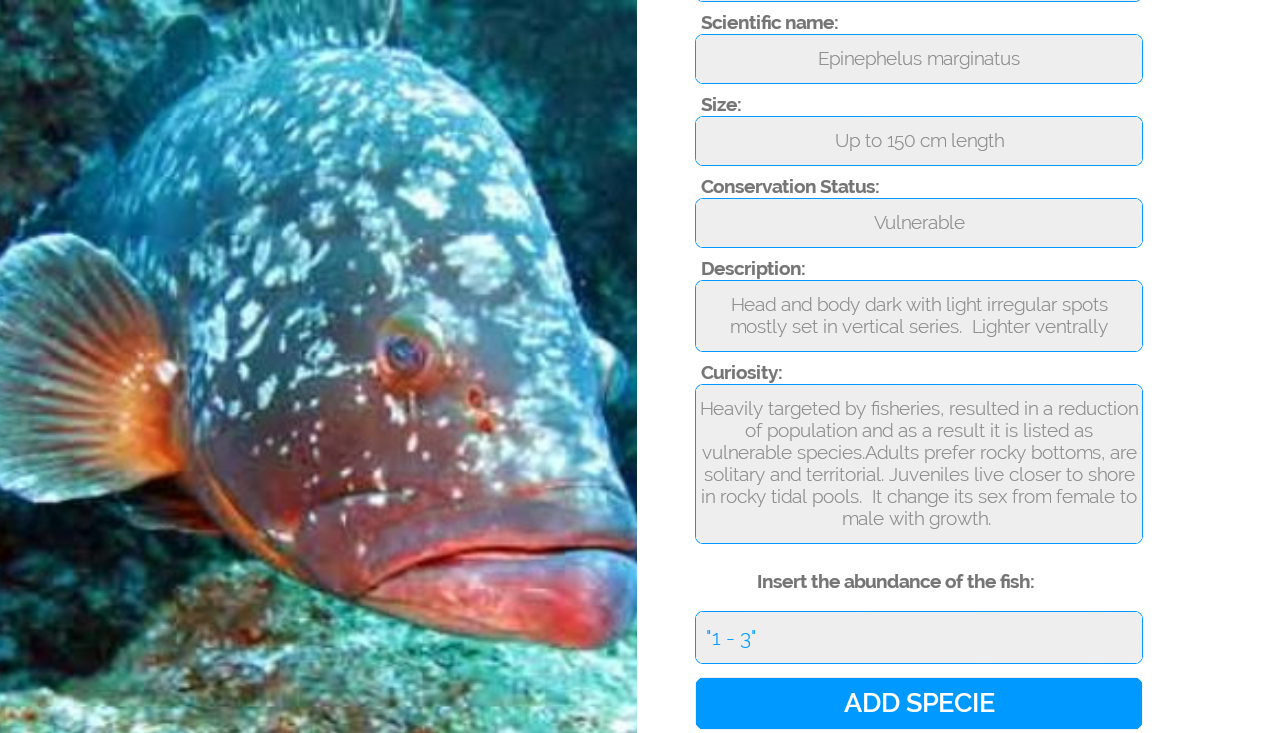 Scientific name:
Epinephelus marginatus
Size:
Up to 150 cm length
Conservation Status:
Vulnerable
Description:
Head and body dark with light irregular spots
mostly set in vertical series.  Lighter ventrally
Curiosity:
Heavily targeted by fisheries, resulted in a reduction
of population and as a result it is listed as
vulnerable species.Adults prefer rocky bottoms, are
solitary and territorial. Juveniles live closer to shore
in rocky tidal pools.  It change its sex from female to
male with growth.
Insert the abundance of the fish:
"1 - 3"
ADD SPECIE